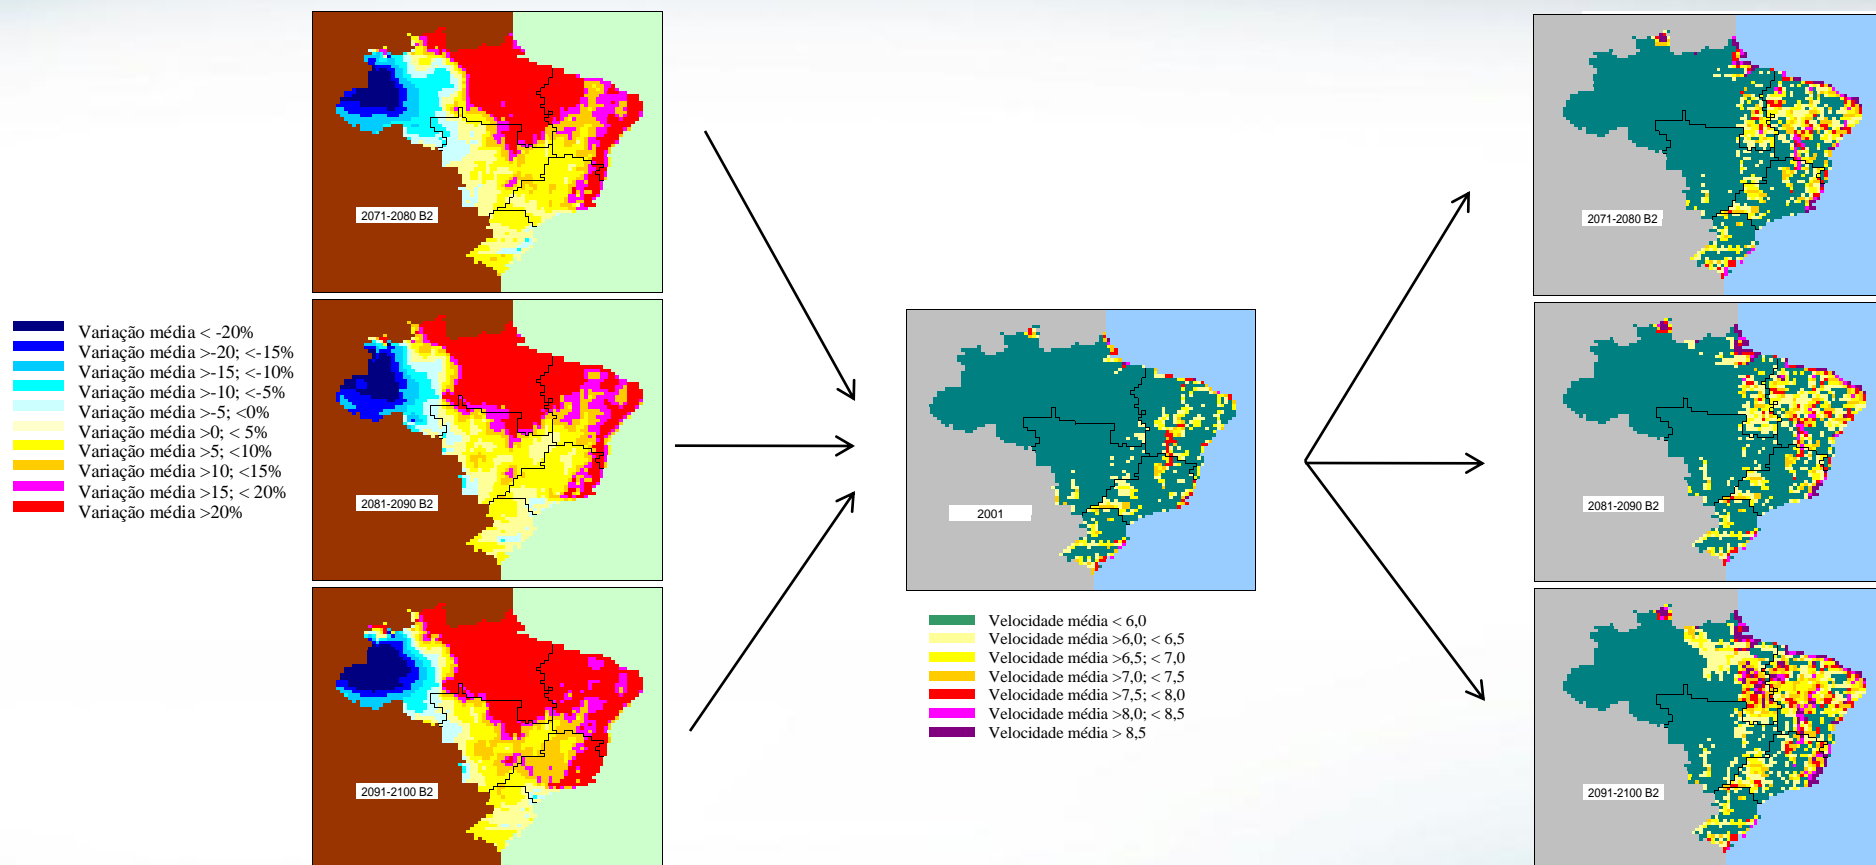 Variação média < -20%
Variação média >-20; <-15%
Variação média >-15; <-10%
Variação média >-10; <-5%
Variação média >-5; <0%
Variação média >0; < 5%
Variação média >5; <10%
Variação média >10; <15%
Variação média >15; < 20%
Variação média >20%
2071-2080 B2
2081-2090 B2
2091-2100 B2
2001
Velocidade média < 6,0
Velocidade média >6,0; < 6,5
Velocidade média >6,5; < 7,0
Velocidade média >7,0; < 7,5
Velocidade média >7,5; < 8,0
Velocidade média >8,0; < 8,5
Velocidade média > 8,5
2071-2080 B2
2081-2090 B2
2091-2100 B2